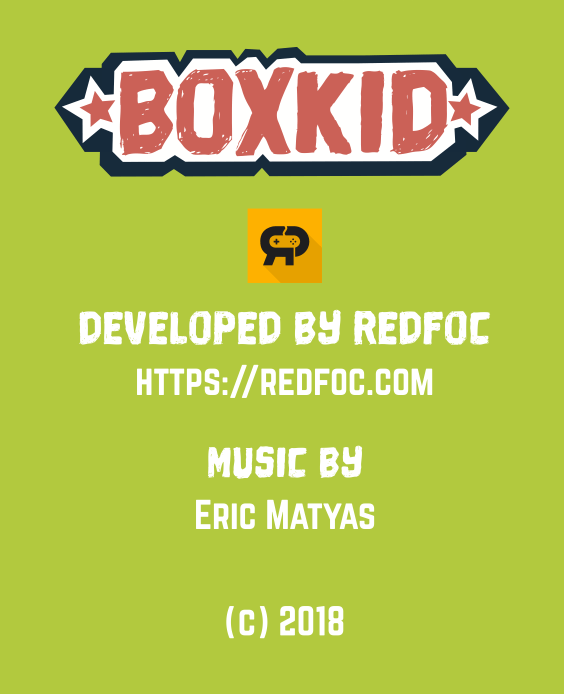 BOXKID
DEVELOPED BY REDFOC
HTTPS://REDFOC.COM
MUSIC BY
ERIC MATYAS
(C) 2018